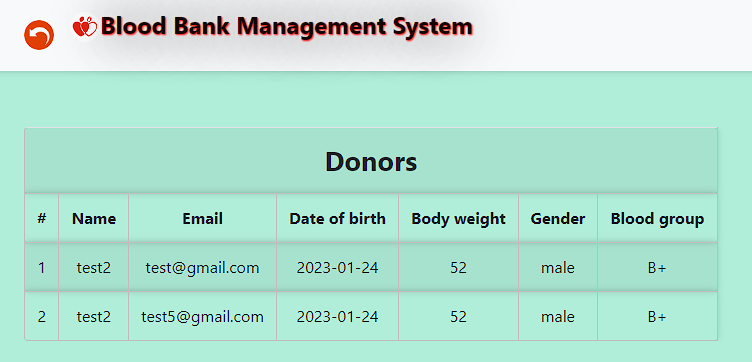 Blood Bank Management System
Donors
# Name Email Date of birth Body weight Gender Blood group
1 test2 test@gmail.com 2023-01-24 52 male B+
2 test2 test5@gmail.com 2023-01-24 52 male B+